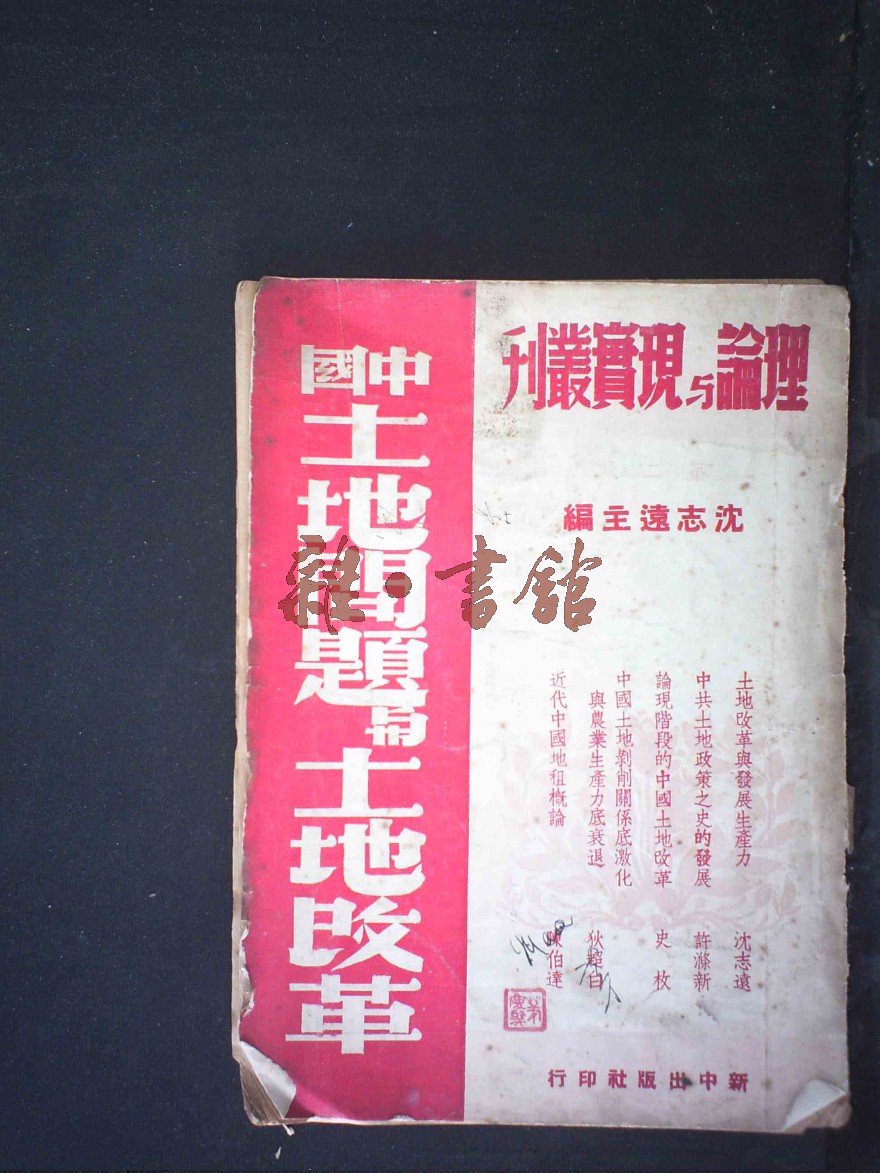 理論与現實叢刊
第二
沈志遠主編
土地改革與發展生產力 沈志遠
中共土地政策之史的發展 許滌新
論現階段的中國土地改革 史枚
中國土地剝削關係底激化
與農業生產力底衰退 狄超白
近代中國地租概論 陳伯達
新中出版社印行
中國
土地問題與土地改革
雜·書館